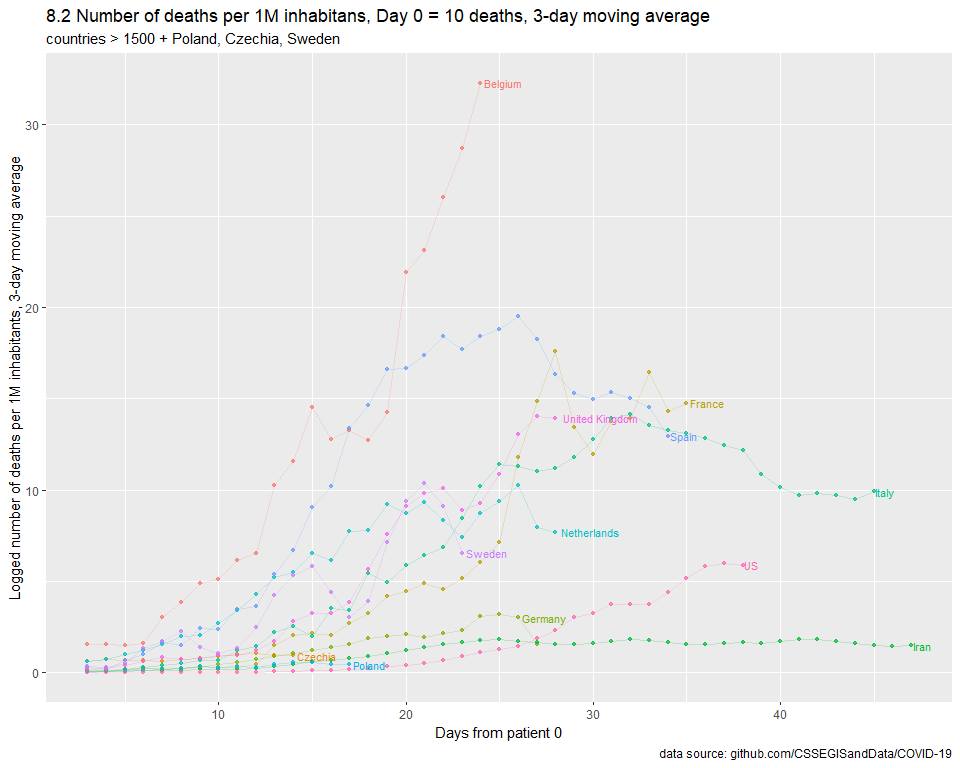 8.2 Number of deaths per 1M inhabitans, Day 0 = 10 deaths, 3-day moving average
countries > 1500 + Poland, Czechia, Sweden
Logged number of deaths per 1M inhabitants, 3-day moving average
30
20
10
0
Belgium
France
United Kingdom
Spain
Italy
Netherlands
Sweden
US
Germany
Iran
Czechia
Poland
10
20
30
40
Days from patient 0
data source: github.com/CSSEGISandData/COVID-19